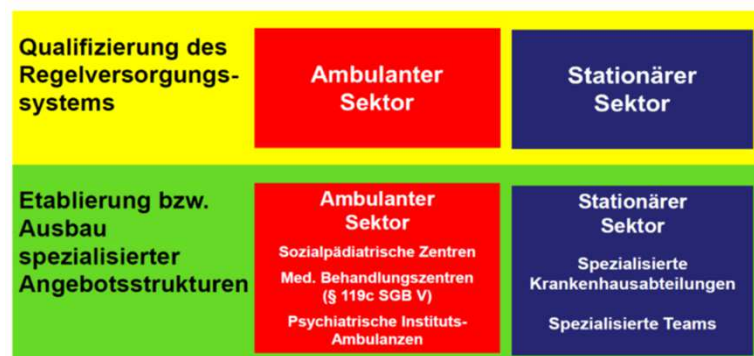 Qualifizierung des
Regelversorgungs-
systems
Ambulanter
Sektor
Stationärer
Sektor
Etablierung bzw.
Ausbau
spezialisierter
Angebotsstrukturen
Ambulanter
Sektor
Sozialpädiatrische Zentren
Med. Behandlungszentren
(§ 119c SGB V)
Psychiatrische Instituts-
Ambulanzen
Stationärer
Sektor
Spezialisierte
Krankenhausabteilungen
Spezialisierte Teams